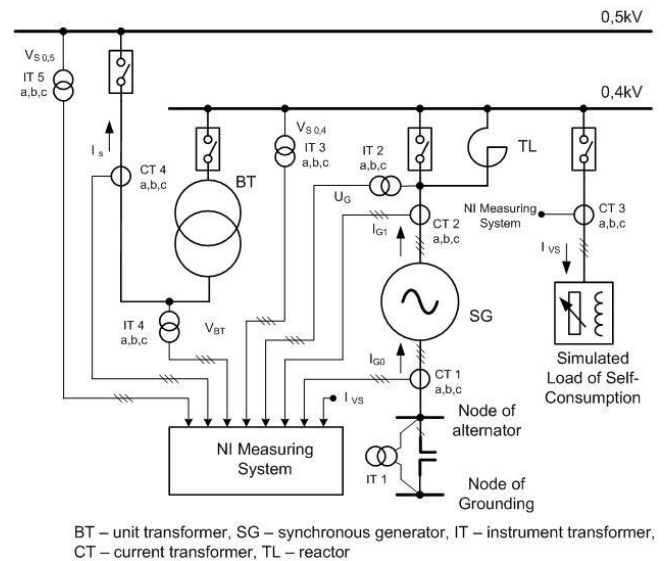 0,5kV
V S 0,5
IT 5
a,b,c
0,4kV
I s
CT 4
a,b,c
BT
V S 0,4
IT 3
a,b,c
IT 2
a,b,c
TL
U G
I G1
CT 2
a,b,c
NI Measuring
System
CT 3
a,b,c
I VS
SG
IT 4
a,b,c
V BT
I G0
CT 1
a,b,c
Simulated
Load of Self-
Consumption
I VS
NI Measuring
System
Node of
alternator
IT 1
Node of
Grounding
BT – unit transformer, SG – synchronous generator, IT – instrument transformer,
CT – current transformer, TL – reactor